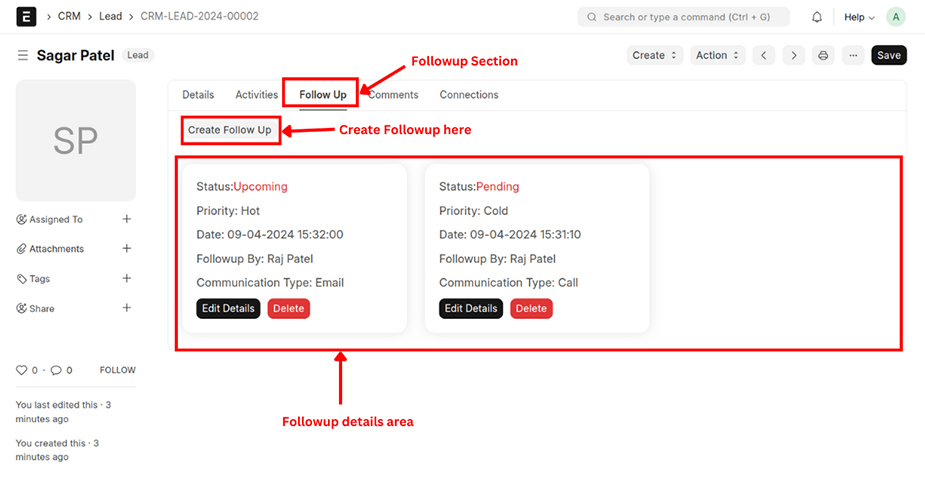 E > CRM > Lead > CRM-LEAD-2024-00002
Search or type a command (Ctrl + G)
Help
A
Sagar Patel Lead
Create
Action
...
Save
Followup Section
Details Activities Follow Up Comments Connections
Create Follow Up
Create Followup here
SP
Status:Upcoming
Priority: Hot
Date: 09-04-2024 15:32:00
Followup By: Raj Patel
Communication Type: Email
Edit Details Delete
Status:Pending
Priority: Cold
Date: 09-04-2024 15:31:10
Followup By: Raj Patel
Communication Type: Call
Edit Details Delete
Followup details area
Assigned To +
Attachments +
Tags +
Share +
0 · 0 FOLLOW
You last edited this · 3
minutes ago
You created this · 3
minutes ago